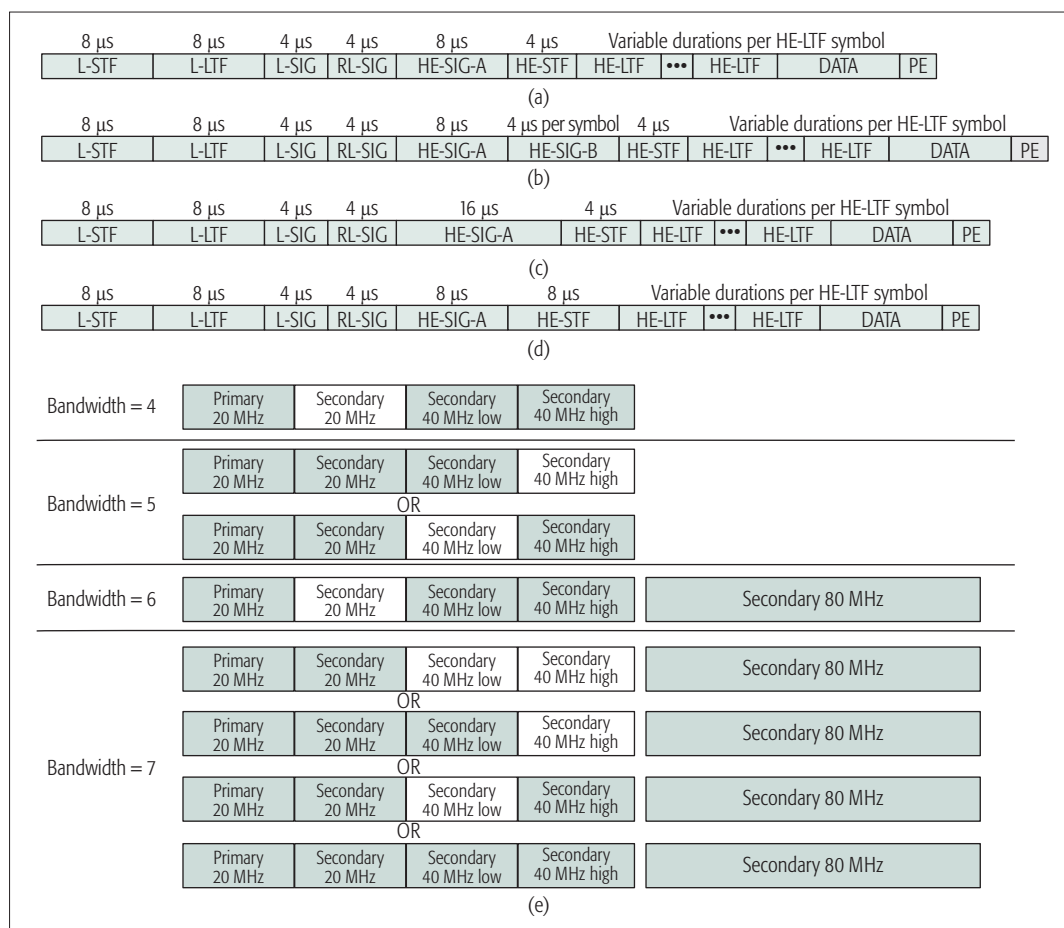 8 μs 8 μs 4 μs 4 μs 8 μs 4 μs Variable durations per HE-LTF symbol
L-STF L-LTF L-SIG RL-SIG HE-SIG-A HE-STF HE-LTF ••• HE-LTF DATA PE
(a)
8 μs 8 μs 4 μs 4 μs 8 μs 4 μs per symbol 4 μs Variable durations per HE-LTF symbol
L-STF L-LTF L-SIG RL-SIG HE-SIG-A HE-SIG-B HE-STF HE-LTF ••• HE-LTF DATA PE
(b)
8 μs 8 μs 4 μs 4 μs 16 μs 4 μs Variable durations per HE-LTF symbol
L-STF L-LTF L-SIG RL-SIG HE-SIG-A HE-STF HE-LTF ••• HE-LTF DATA PE
(c)
8 μs 8 μs 4 μs 4 μs 8 μs 8 μs Variable durations per HE-LTF symbol
L-STF L-LTF L-SIG RL-SIG HE-SIG-A HE-STF HE-LTF ••• HE-LTF DATA PE
(d)
Bandwidth = 4
Primary Secondary Secondary Secondary
20 MHz 20 MHz 40 MHz low 40 MHz high
Bandwidth = 5
Primary Secondary Secondary Secondary
20 MHz 20 MHz 40 MHz low 40 MHz high
OR
Primary Secondary Secondary Secondary
20 MHz 20 MHz 40 MHz low 40 MHz high
Bandwidth = 6
Primary Secondary Secondary Secondary
20 MHz 20 MHz 40 MHz low 40 MHz high
Secondary 80 MHz
Bandwidth = 7
Primary Secondary Secondary Secondary
20 MHz 20 MHz 40 MHz low 40 MHz high
Secondary 80 MHz
OR
Primary Secondary Secondary Secondary
20 MHz 20 MHz 40 MHz low 40 MHz high
Secondary 80 MHz
OR
Primary Secondary Secondary Secondary
20 MHz 20 MHz 40 MHz low 40 MHz high
Secondary 80 MHz
OR
Primary Secondary Secondary Secondary
20 MHz 20 MHz 40 MHz low 40 MHz high
Secondary 80 MHz
(e)